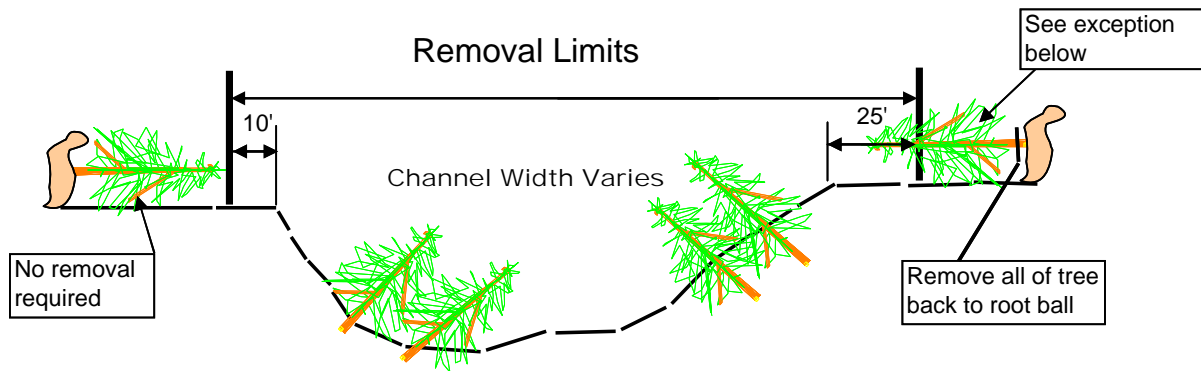 See exception
below
Removal Limits
10'
25'
Channel Width Varies
No removal
required
Remove all of tree
back to root ball